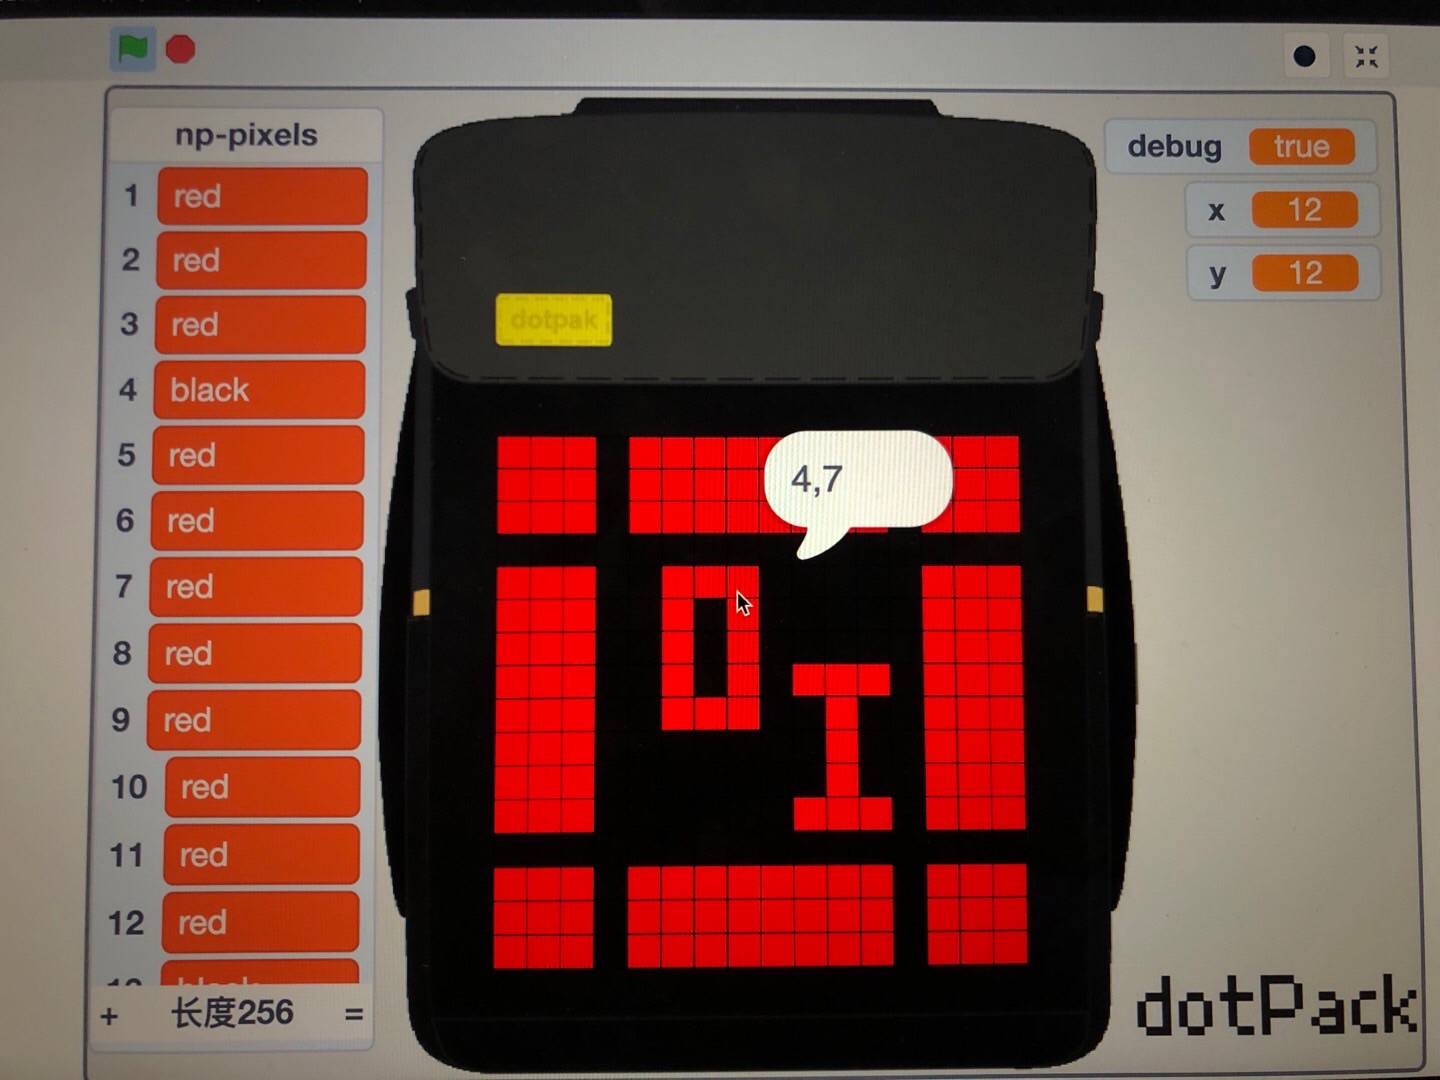 np-pixels
1 red
2 red
3 red
4 black
5 red
6 red
7 red
8 red
9 red
10 red
11 red
12 red
+ 长度256 =
dotpak
4,7
debug true
x 12
y 12
dotPack